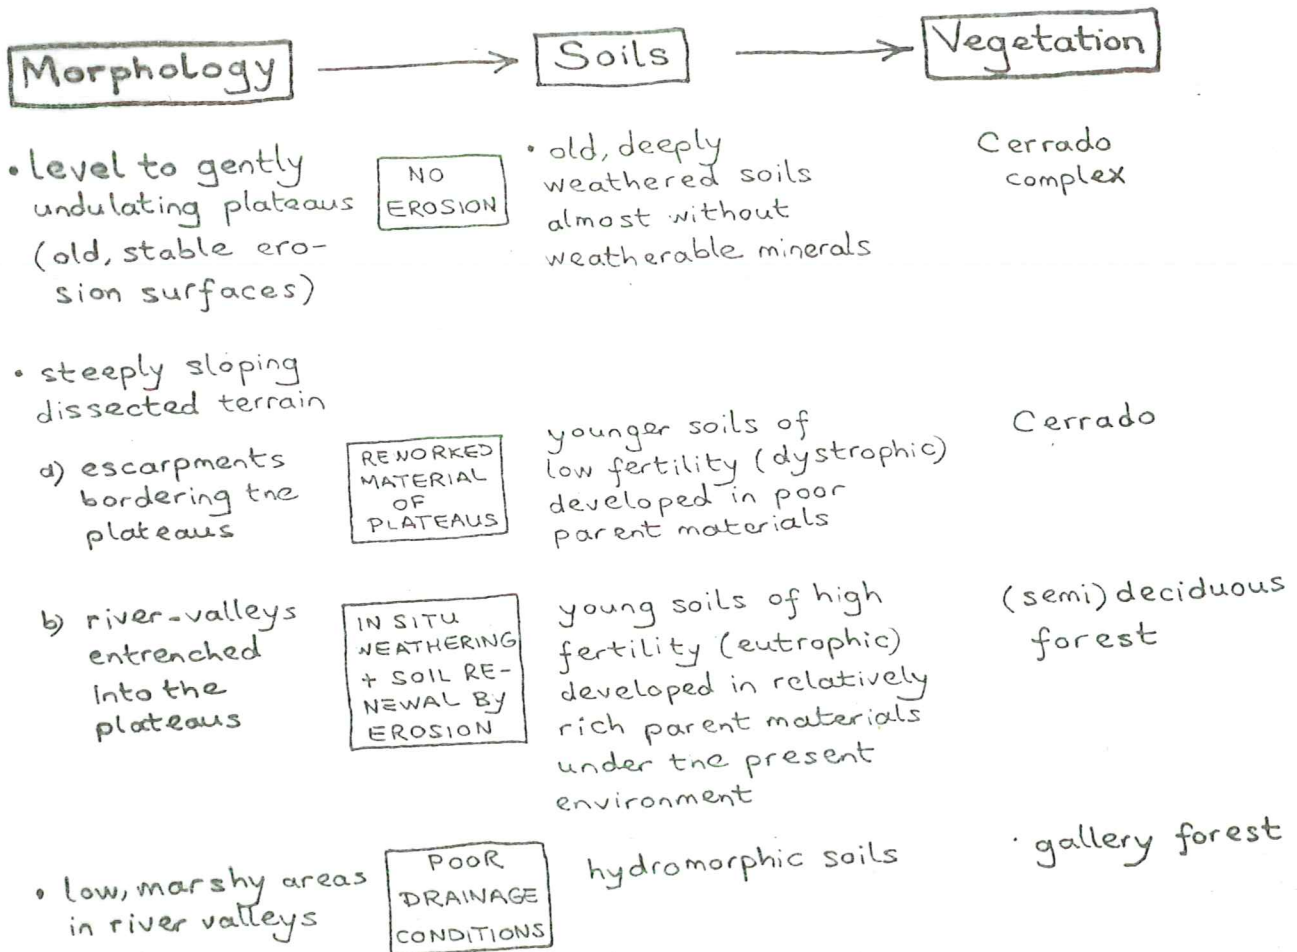 Morphology
Soils
Vegetation
• level to gently
undulating plateaus
(old, stable ero-
sion surfaces)
NO
EROSION
• old, deeply
weathered soils
almost without
weatherable minerals
Cerrado
complex
• steeply sloping
dissected terrain
a) escarpments
bordering the
plateaus
REWORKED
MATERIAL
OF
PLATEAUS
younger soils of
low fertility (dystrophic)
developed in poor
parent materials
Cerrado
b) river-valleys
entrenched
into the
plateaus
IN SITU
WEATHERING
+ SOIL RE-
NEWAL BY
EROSION
young soils of high
fertility (eutrophic)
developed in relatively
rich parent materials
under the present
environment
(semi) deciduous
forest
• low, marshy areas
in river valleys
POOR
DRAINAGE
CONDITIONS
hydromorphic soils
· gallery forest